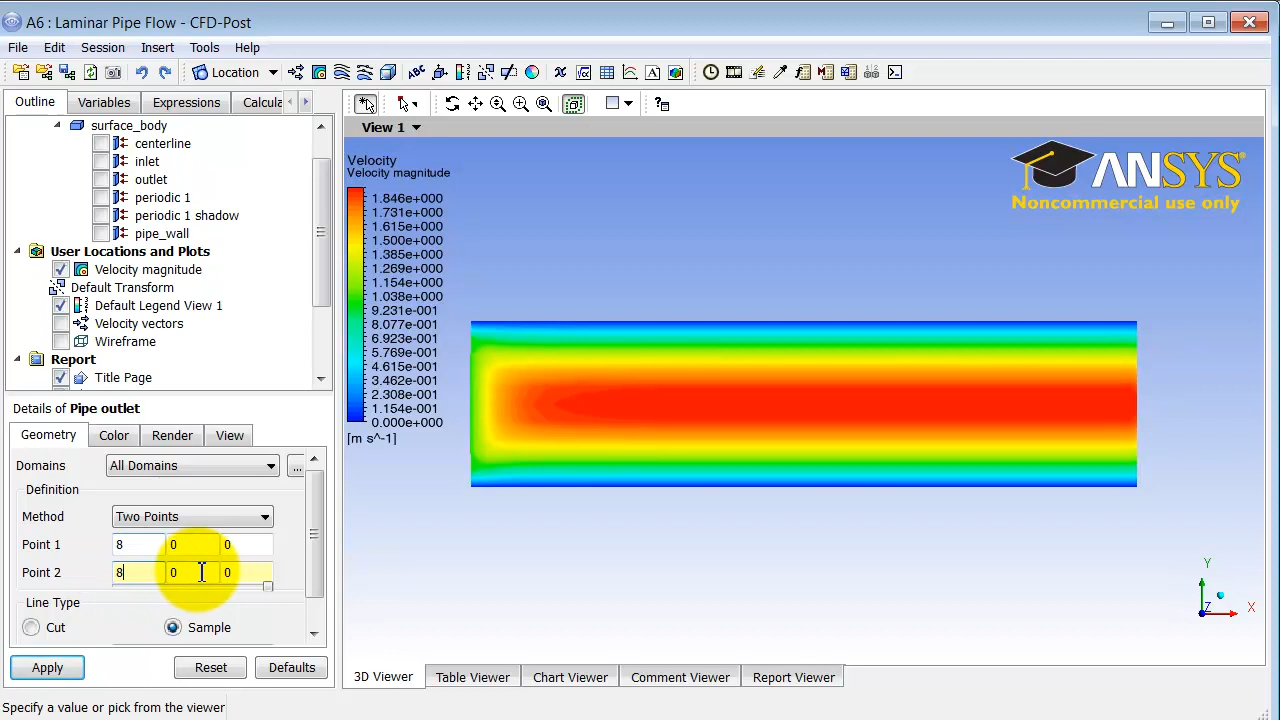 A6 : Laminar Pipe Flow - CFD-Post
File Edit Session Insert Tools Help
Location
Outline Variables Expressions Calcula
surface_body
centerline
inlet
outlet
periodic 1
periodic 1 shadow
pipe_wall
User Locations and Plots
Velocity magnitude
Default Transform
Default Legend View 1
Velocity vectors
Wireframe
Report
Title Page
Details of Pipe outlet
Geometry Color Render View
Domains All Domains ...
Definition
Method Two Points
Point 1 8 0 0
Point 2 8 0 0
Line Type
Cut Sample
Apply Reset Defaults
Specify a value or pick from the viewer
View 1
Velocity
Velocity magnitude
1.846e+000
1.731e+000
1.615e+000
1.500e+000
1.385e+000
1.269e+000
1.154e+000
1.038e+000
9.231e-001
8.077e-001
6.923e-001
5.769e-001
4.615e-001
3.462e-001
2.308e-001
1.154e-001
0.000e+000
[m s^-1]
ANSYS
Noncommercial use only
Y
Z X
3D Viewer Table Viewer Chart Viewer Comment Viewer Report Viewer